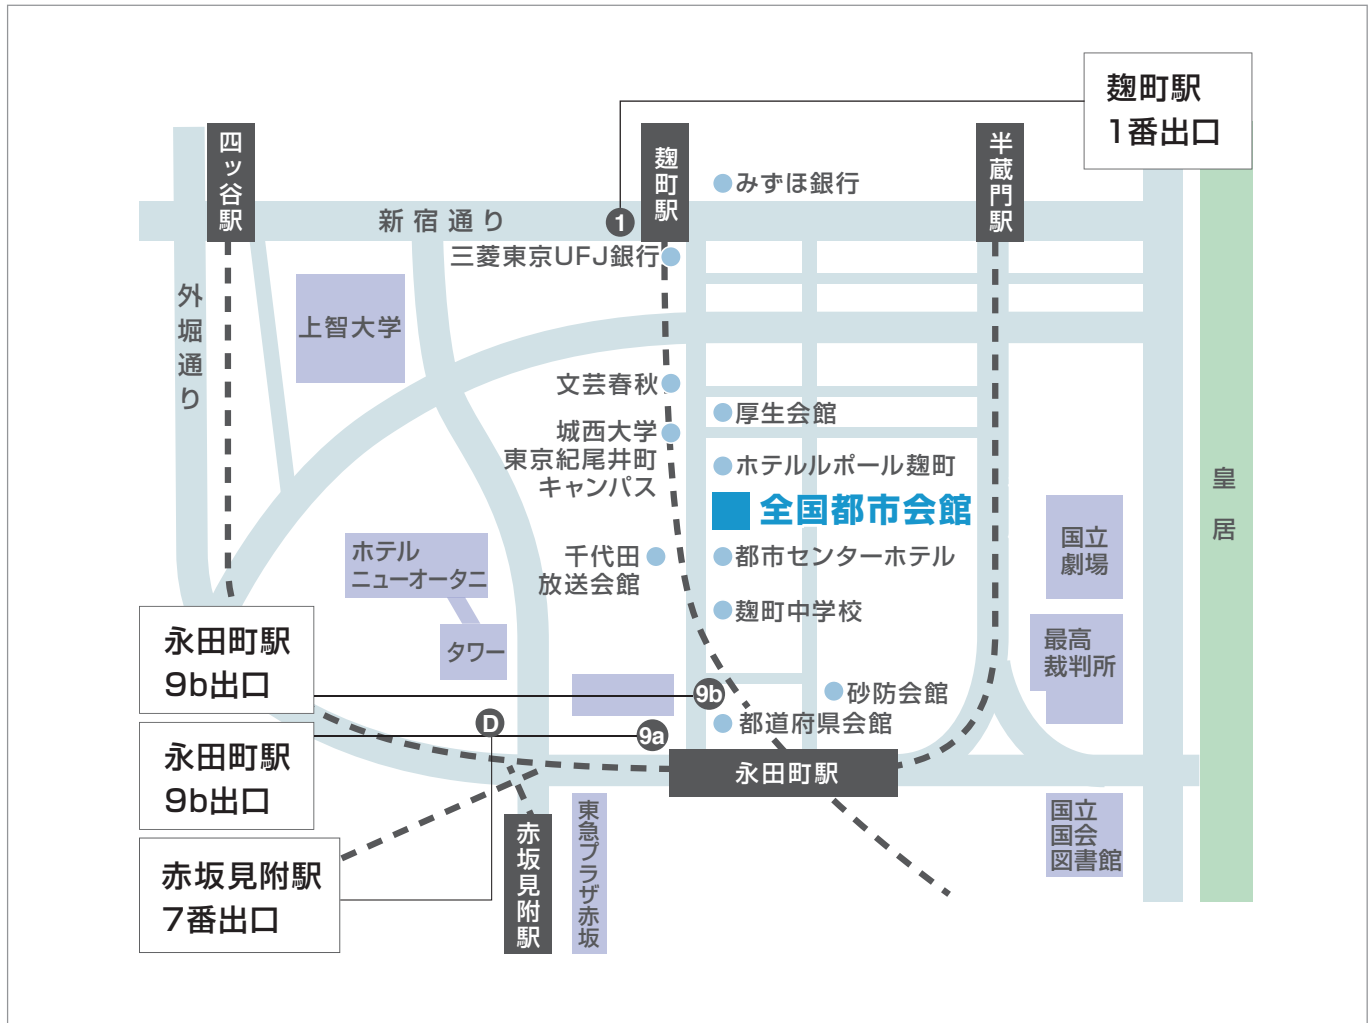 麹町駅
1番出口
四ッ谷駅
麹町駅
半蔵門駅
みずほ銀行
新宿通り
1
三菱東京UFJ銀行
外堀通り
上智大学
文芸春秋
厚生会館
城西大学
東京紀尾井町
キャンパス
ホテルルポール麹町
全国都市会館
皇居
国立
劇場
ホテル
ニューオータニ
千代田
放送会館
都市センターホテル
麹町中学校
タワー
最高
裁判所
永田町駅
9b出口
9b
砂防会館
都道府県会館
D
9a
永田町駅
9b出口
永田町駅
赤坂見附駅
7番出口
赤坂見附駅
東急プラザ赤坂
国立
国会
図書館